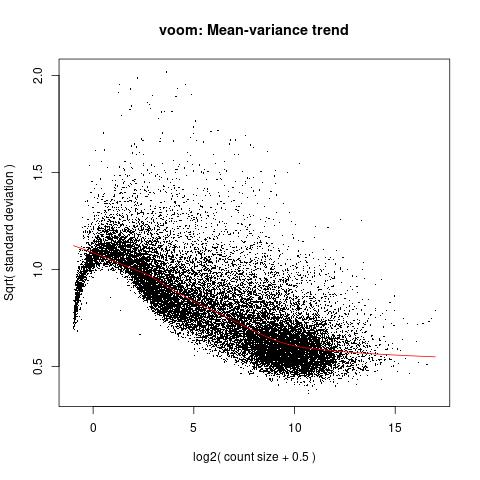 voom: Mean-variance trend
Sqrt( standard deviation )
2.0
1.5
1.0
0.5
0 5 10 15
log2( count size + 0.5 )